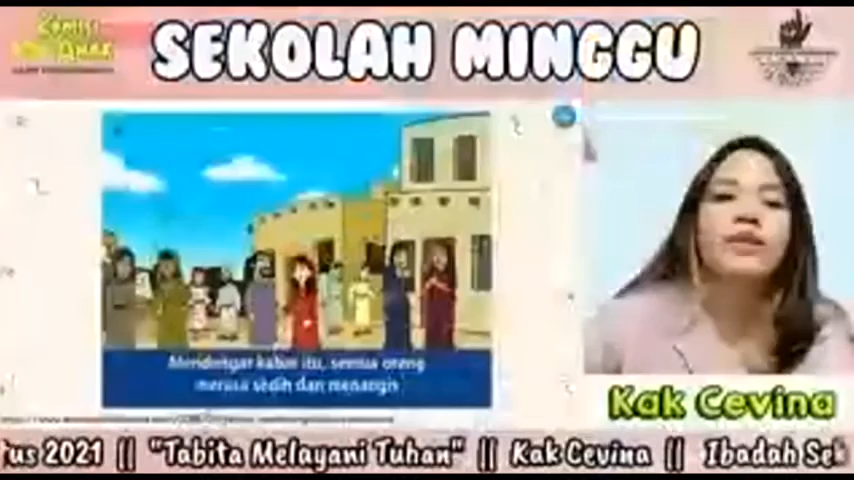 SEKOLAH MINGGU
Mendengar kabar itu, semua orang
merasa sedih dan menangis
Kak Cevina
tus 2021 || "Tabita Melayani Tuhan" || Kak Cevina || Ibadah Sek